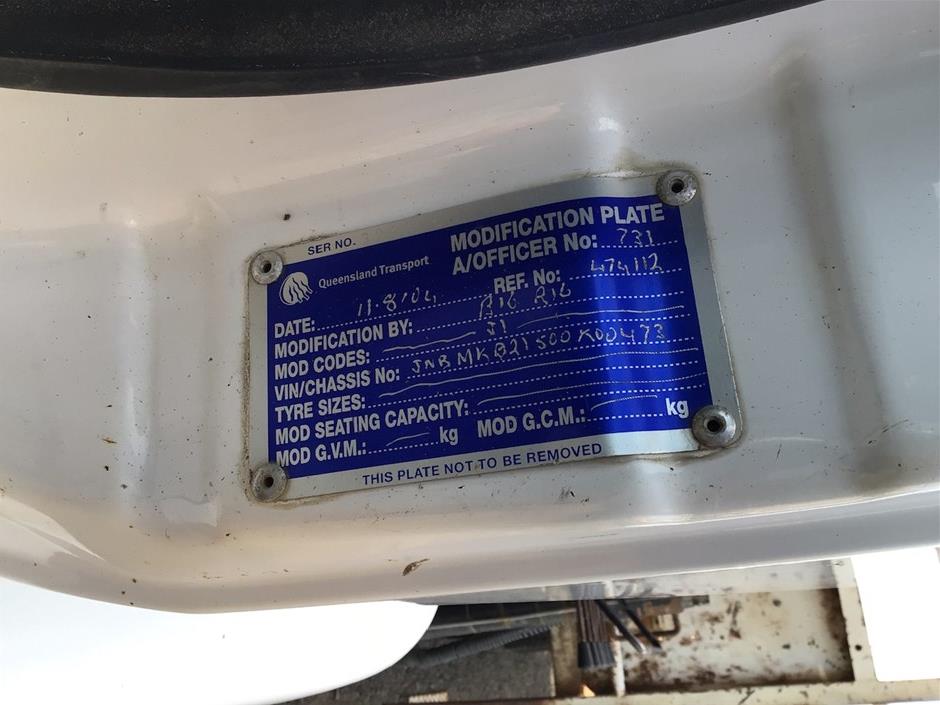 SER NO.
MODIFICATION PLATE
Queensland Transport
A/OFFICER No: 731
REF. No: 474112
DATE: 11.8.04
MODIFICATION BY: BIG RIG
MOD CODES: J1
VIN/CHASSIS No: JNBMKB21500K00473
TYRE SIZES:
MOD SEATING CAPACITY:
MOD G.V.M.: kg MOD G.C.M.: kg
THIS PLATE NOT TO BE REMOVED